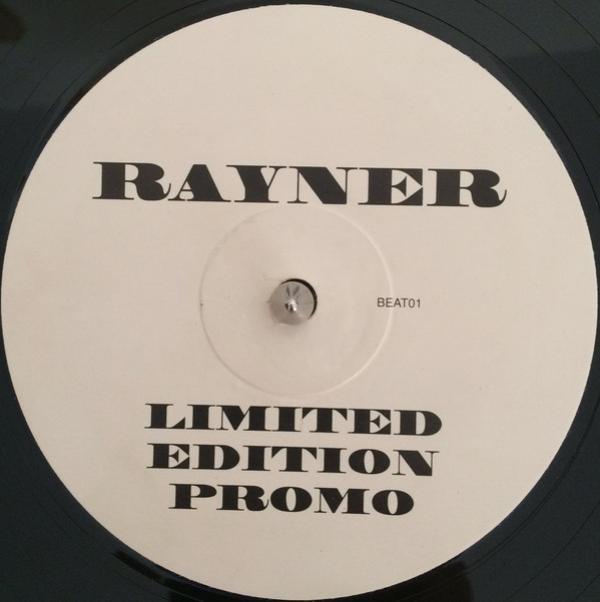 RAYNER
BEAT01
LIMITED
EDITION
PROMO